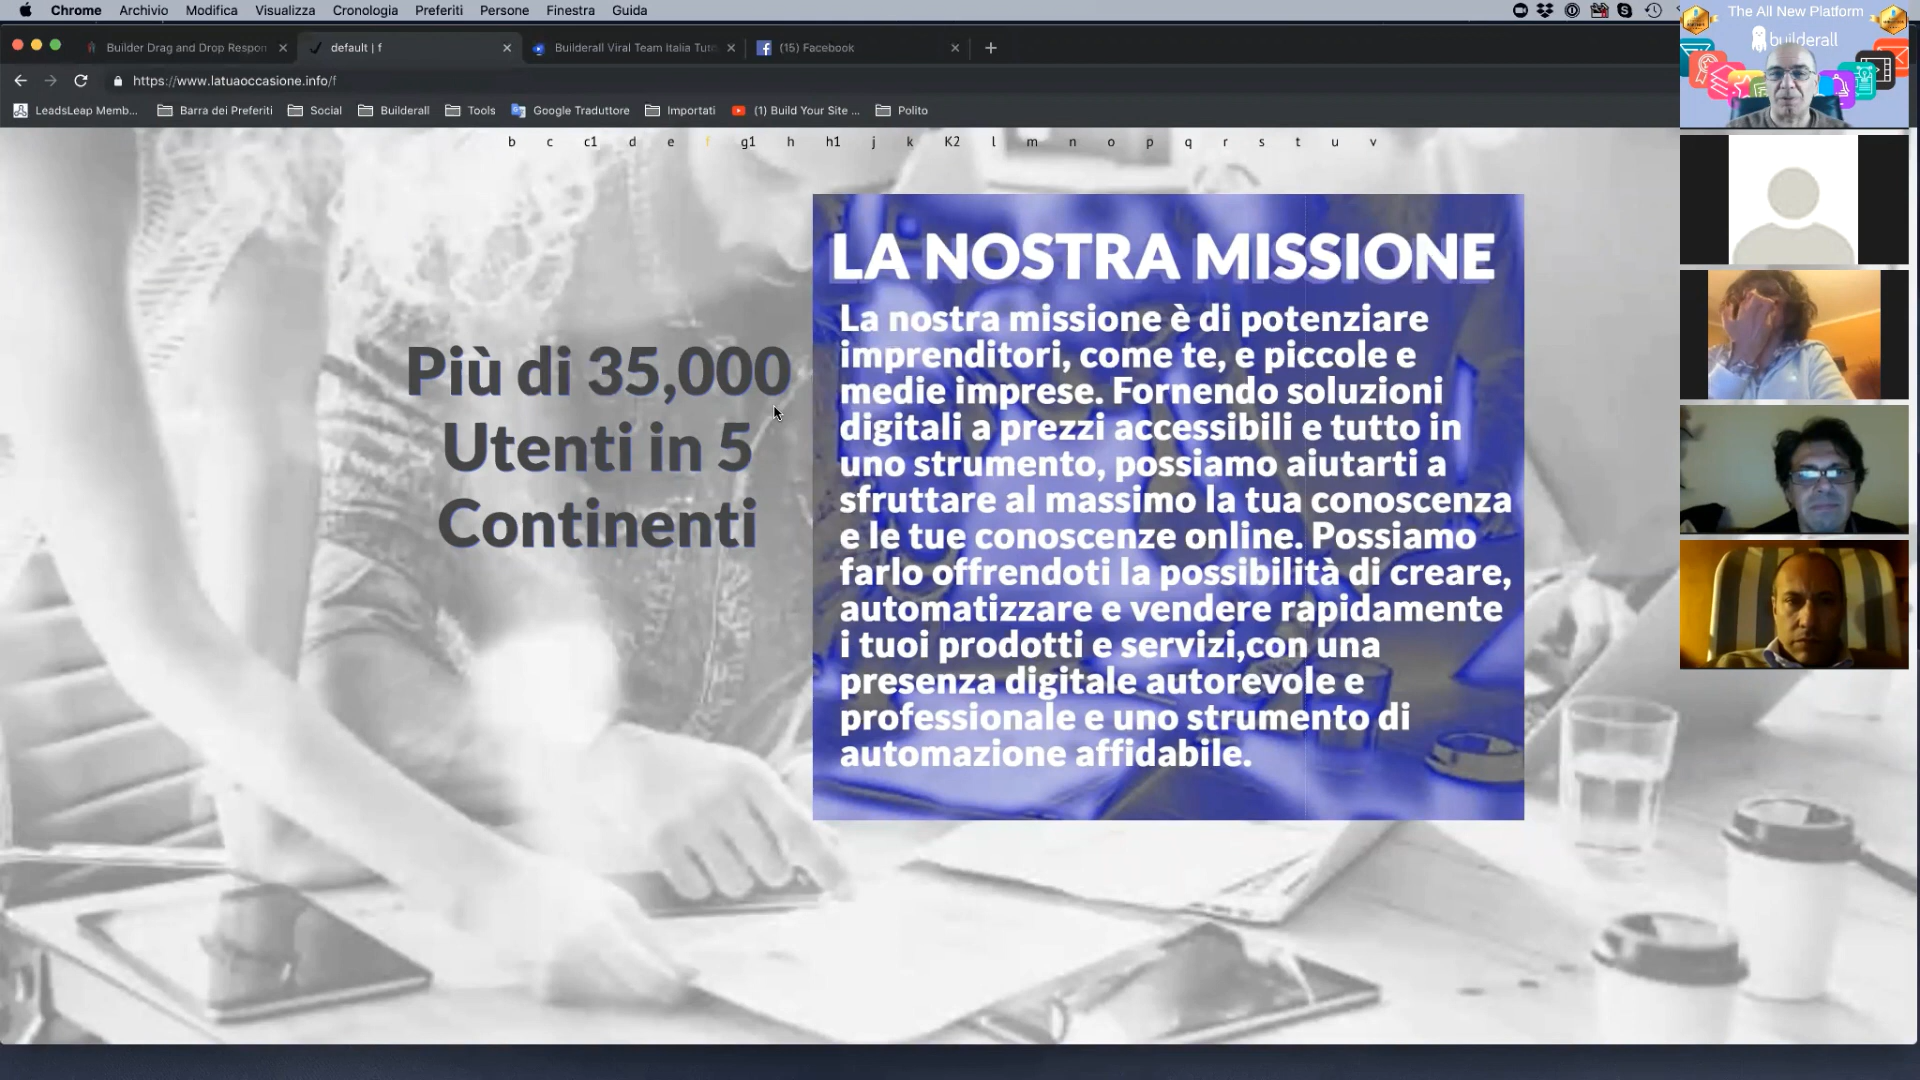 Chrome Archivio Modifica Visualizza Cronologia Preferiti Persone Finestra Guida
The All New Platform
builderall
Builder Drag and Drop Respon
default | f
Builderall Viral Team Italia Tuto
(15) Facebook
https://www.latuaoccasione.info/f
LeadsLeap Memb... Barra dei Preferiti Social Builderall Tools Google Traduttore Importati (1) Build Your Site ... Polito
b c c1 d e f g1 h h1 j k K2 l m n o p q r s t u v
Più di 35,000
Utenti in 5
Continenti
LA NOSTRA MISSIONE
La nostra missione è di potenziare
imprenditori, come te, e piccole e
medie imprese. Fornendo soluzioni
digitali a prezzi accessibili e tutto in
uno strumento, possiamo aiutarti a
sfruttare al massimo la tua conoscenza
e le tue conoscenze online. Possiamo
farlo offrendoti la possibilità di creare,
automatizzare e vendere rapidamente
i tuoi prodotti e servizi,con una
presenza digitale autorevole e
professionale e uno strumento di
automazione affidabile.